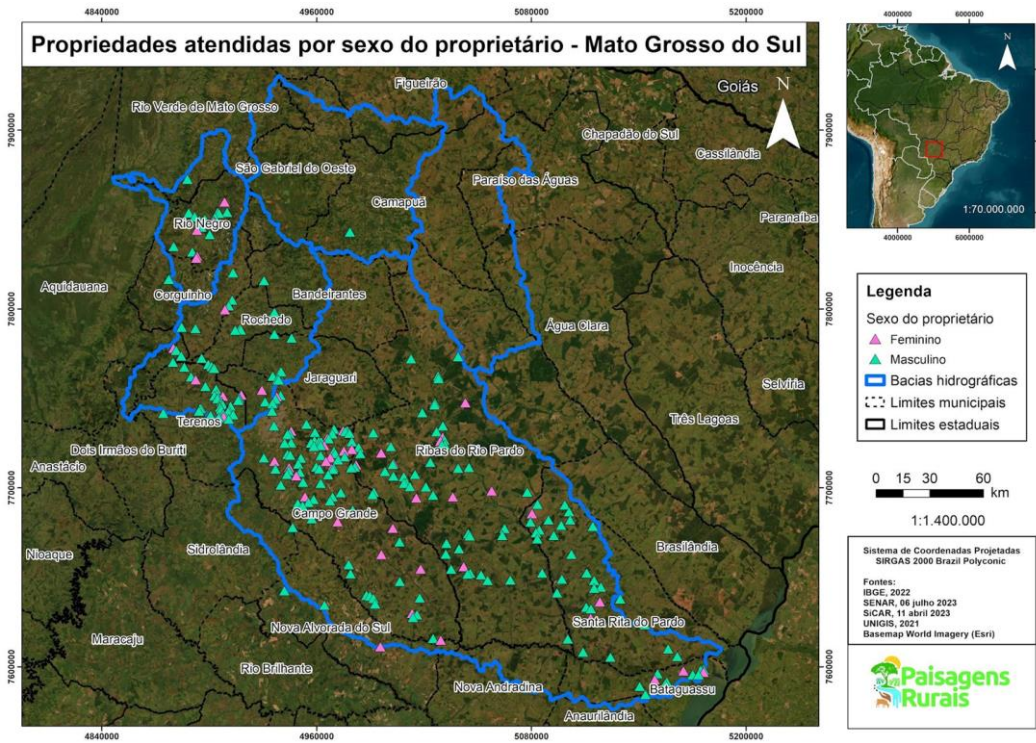 4840000 4960000 5080000 5200000
Propriedades atendidas por sexo do proprietário - Mato Grosso do Sul
N
Figueirão
Goiás
Rio Verde de Mato Grosso
Chapadão do Sul
Cassilândia
São Gabriel do Oeste
Paraíso das Águas
Camapuã
Paranaíba
Rio Negro
Inocência
Aquidauana
Corguinho
Bandeirantes
Rochedo
Água Clara
Jaraguari
Selvíria
Terenos
Três Lagoas
Dois Irmãos do Buriti
Ribas do Rio Pardo
Anastácio
Campo Grande
Nioaque
Sidrolândia
Brasilândia
Santa Rita do Pardo
Nova Alvorada do Sul
Maracaju
Rio Brilhante
Nova Andradina
Bataguassu
Anaurilândia
7900000 7900000
7800000 7800000
7700000 7700000
7600000 7600000
4840000 4960000 5080000 5200000
4000000 6000000
N
1:70.000.000
4000000 6000000
Legenda
Sexo do proprietário
Feminino
Masculino
Bacias hidrográficas
Limites municipais
Limites estaduais
0 15 30 60
km
1:1.400.000
Sistema de Coordenadas Projetadas
SIRGAS 2000 Brazil Polyconic
Fontes:
IBGE, 2022
SENAR, 06 julho 2023
SiCAR, 11 abril 2023
UNIGIS, 2021
Basemap World Imagery (Esri)
Paisagens
Rurais